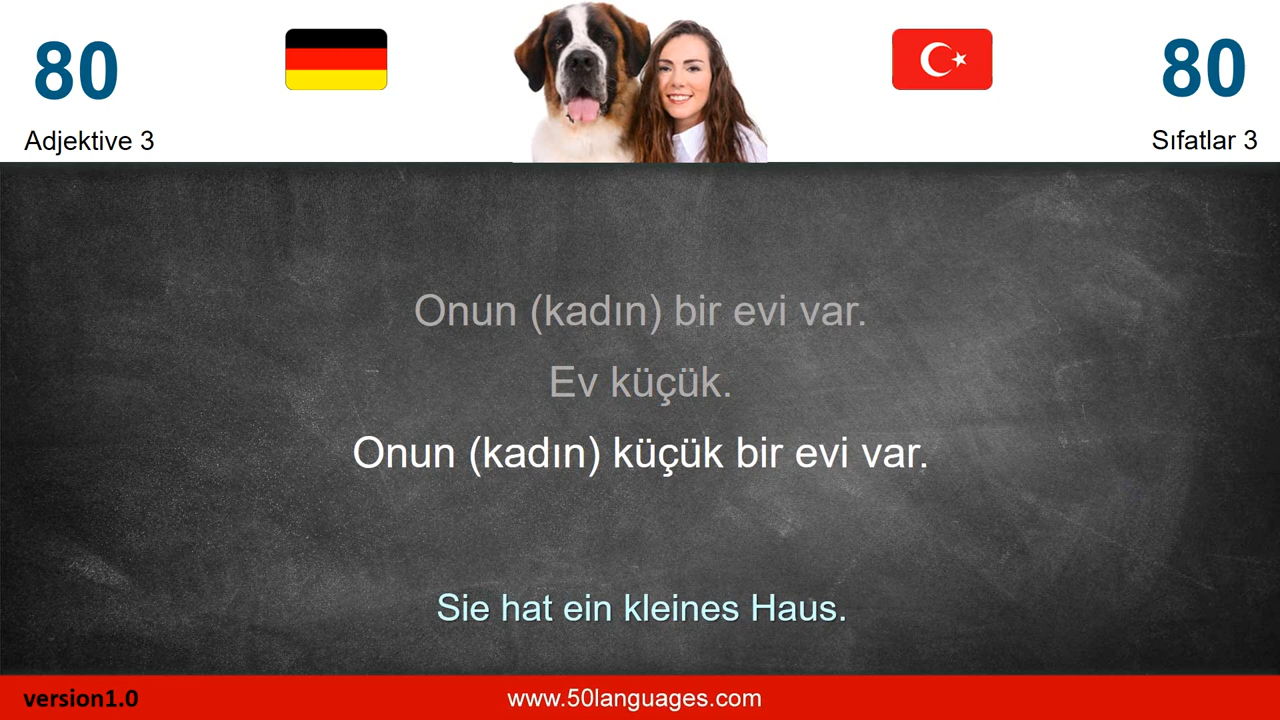 80
80
Adjektive 3
Sıfatlar 3
Onun (kadın) bir evi var.
Ev küçük.
Onun (kadın) küçük bir evi var.
Sie hat ein kleines Haus.
version1.0
www.50languages.com